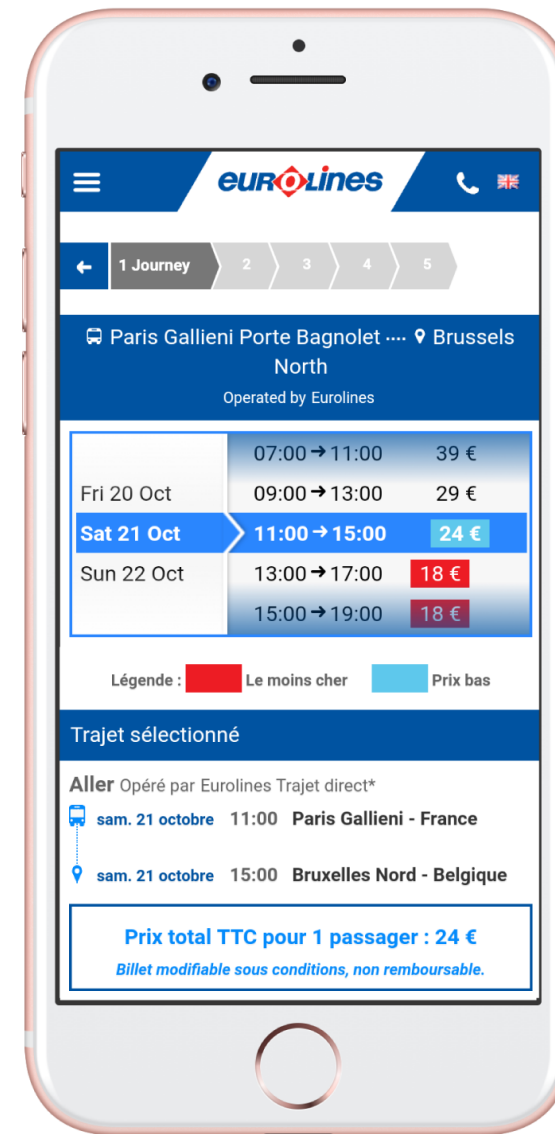 eurolines
1 Journey 2 3 4 5
Paris Gallieni Porte Bagnolet ···· Brussels
North
Operated by Eurolines
07:00 → 11:00 39 €
Fri 20 Oct 09:00 → 13:00 29 €
Sat 21 Oct 11:00 → 15:00 24 €
Sun 22 Oct 13:00 → 17:00 18 €
15:00 → 19:00 18 €
Légende : Le moins cher Prix bas
Trajet sélectionné
Aller Opéré par Eurolines Trajet direct*
sam. 21 octobre 11:00 Paris Gallieni - France
sam. 21 octobre 15:00 Bruxelles Nord - Belgique
Prix total TTC pour 1 passager : 24 €
Billet modifiable sous conditions, non remboursable.